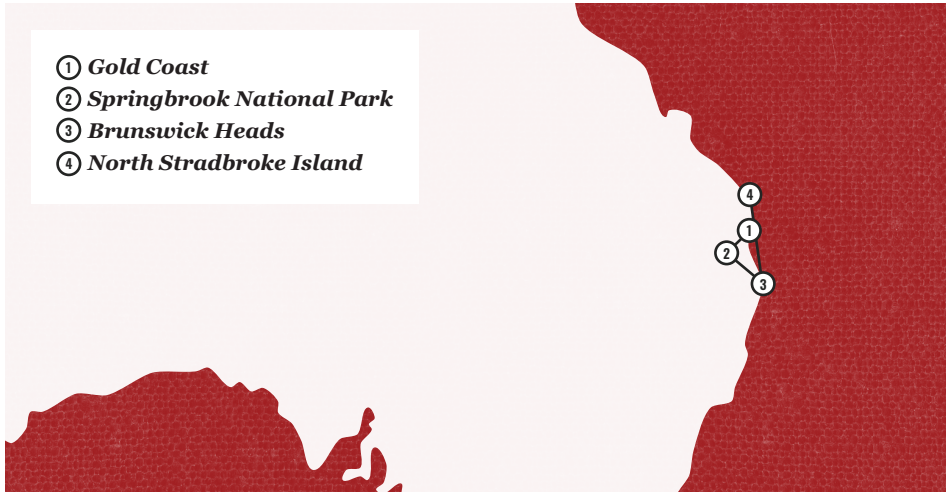 1 Gold Coast
2 Springbrook National Park
3 Brunswick Heads
4 North Stradbroke Island
4
1
2
3